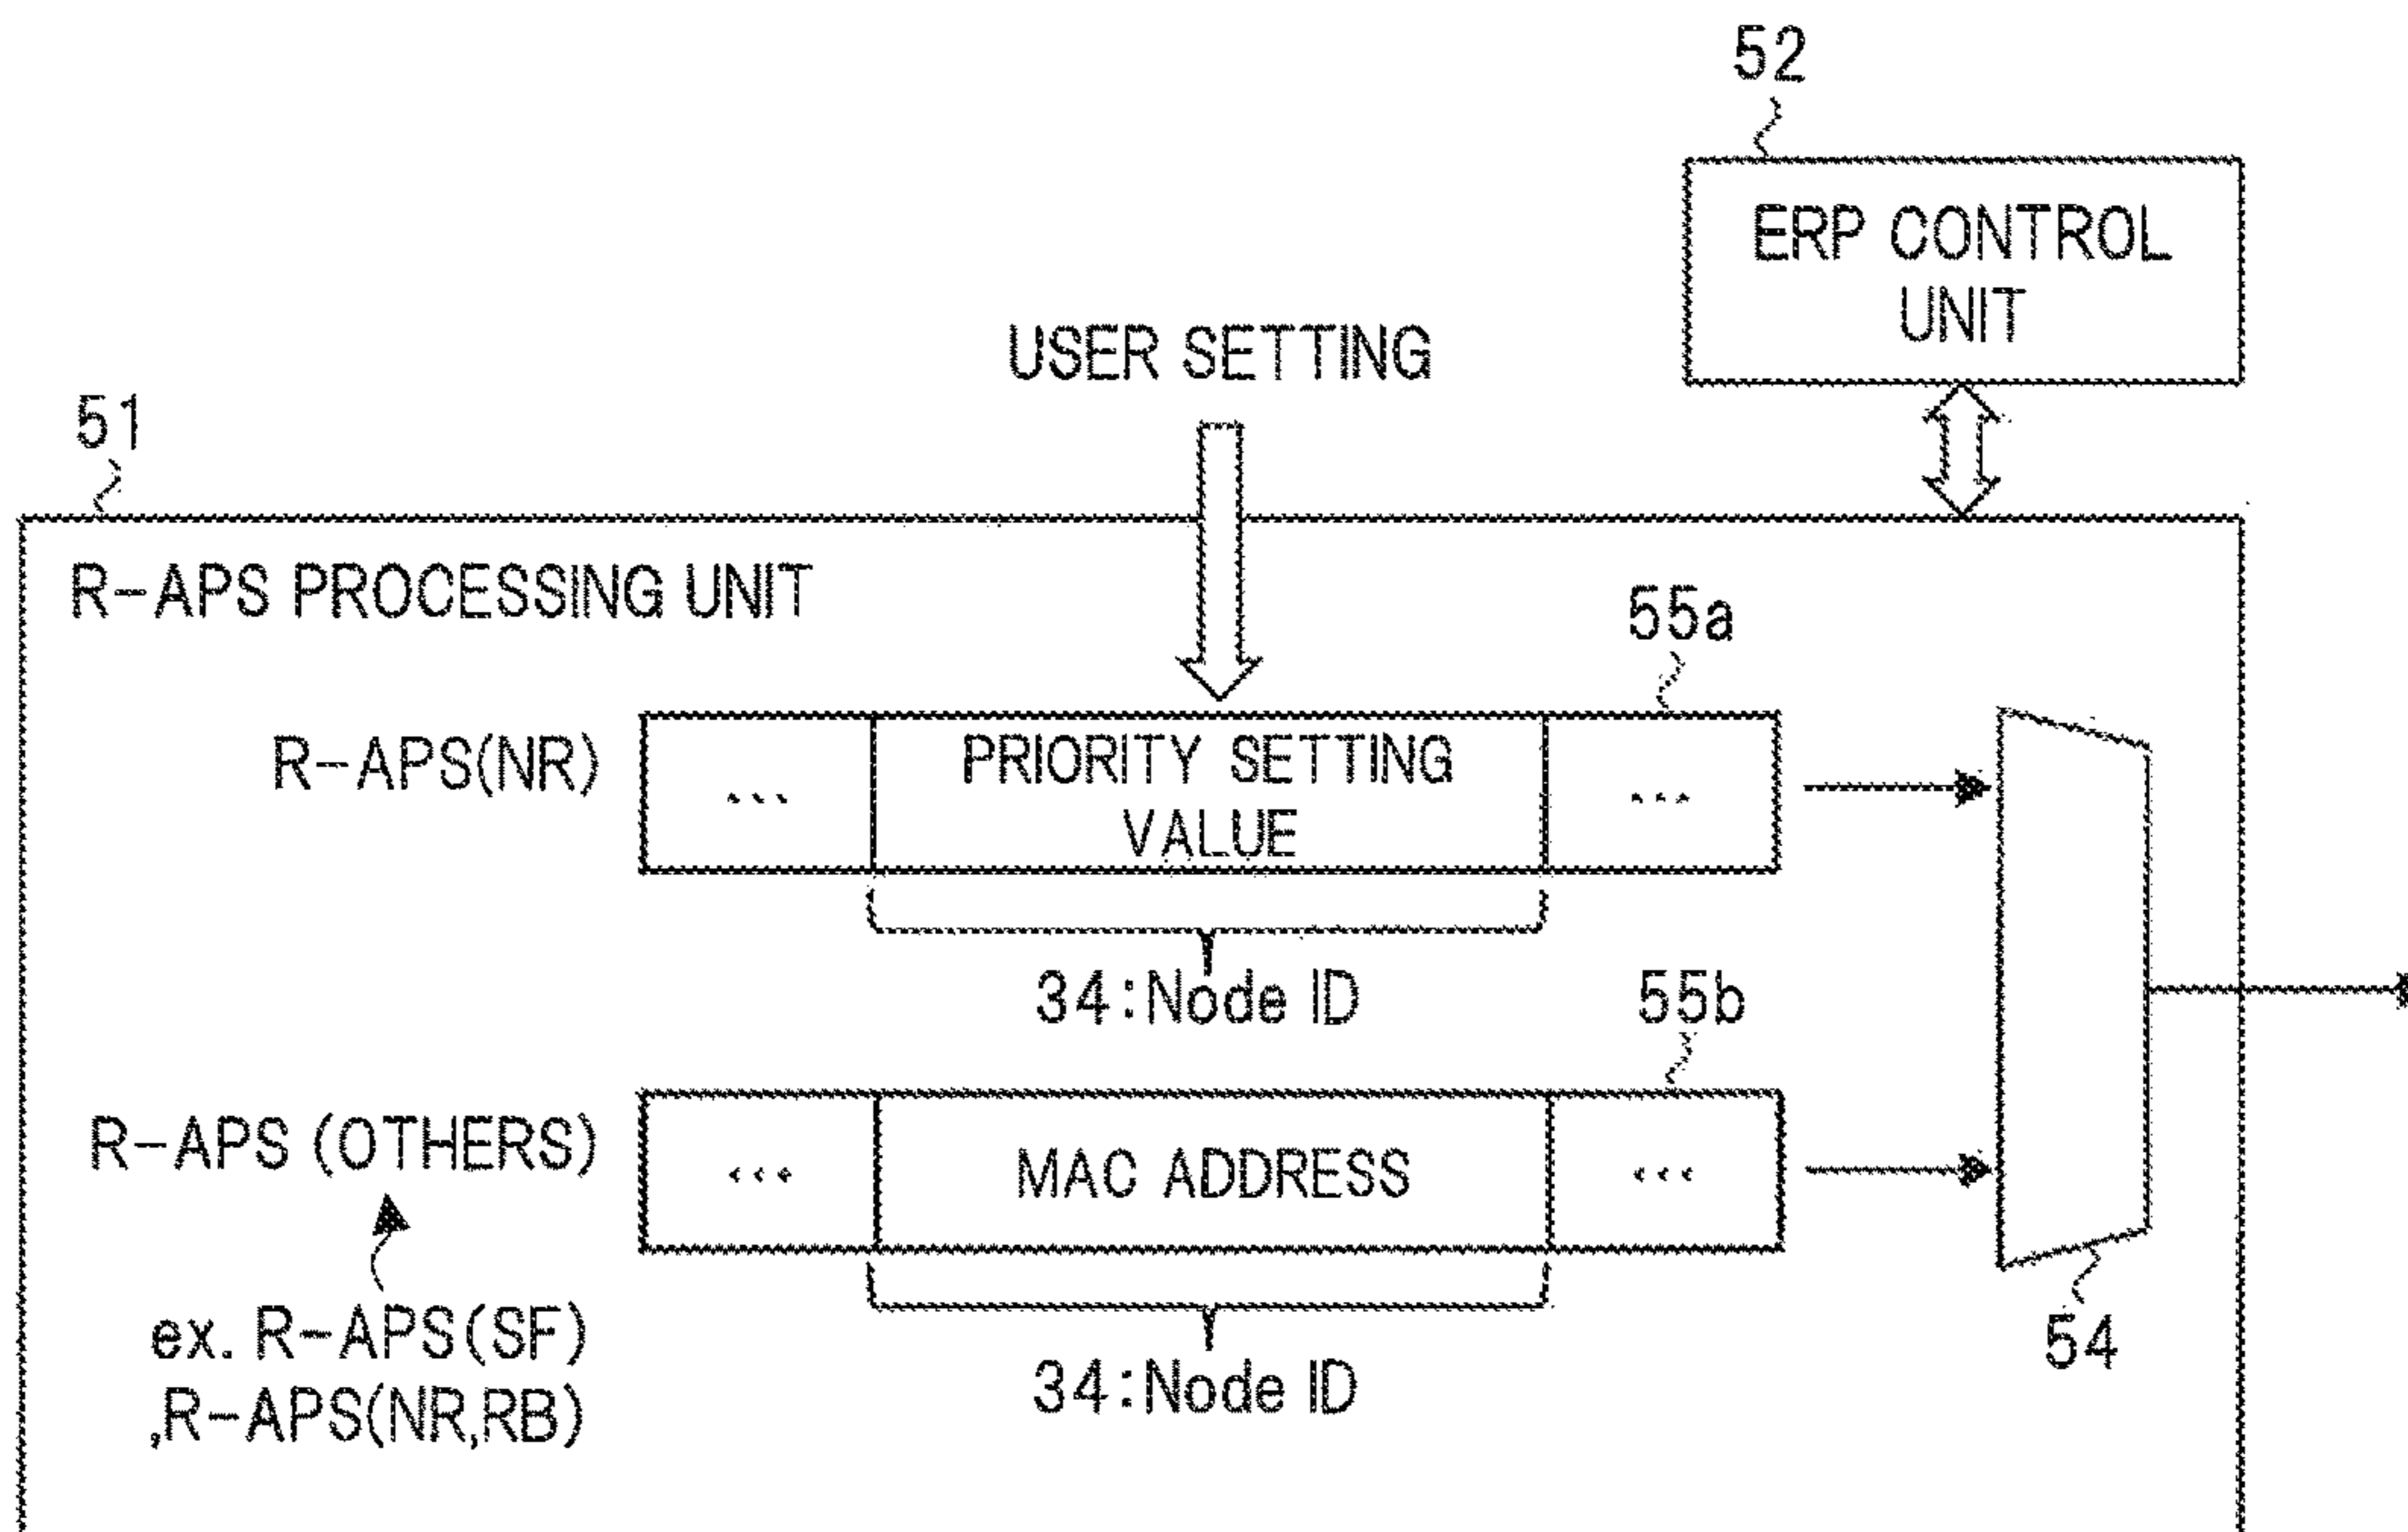 52
ERP CONTROL
UNIT
USER SETTING
51
R-APS PROCESSING UNIT
55a
R-APS(NR)
...
PRIORITY SETTING
VALUE
...
34:Node ID
55b
R-APS (OTHERS)
...
MAC ADDRESS
...
ex. R-APS(SF)
,R-APS(NR,RB)
34:Node ID
54